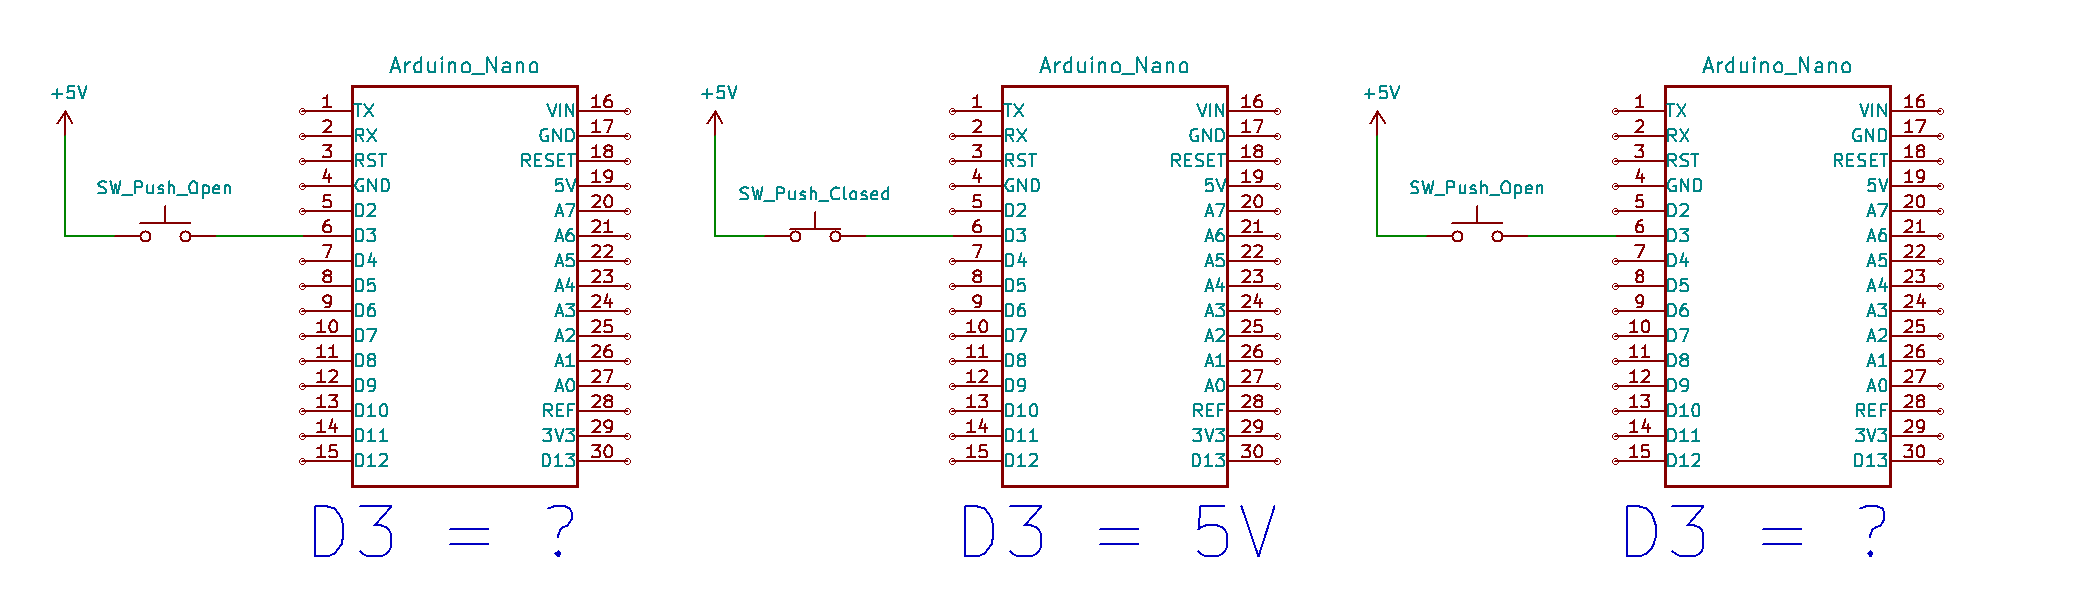 Arduino_Nano
+5V
SW_Push_Open
1 TX VIN 16
2 RX GND 17
3 RST RESET 18
4 GND 5V 19
5 D2 A7 20
6 D3 A6 21
7 D4 A5 22
8 D5 A4 23
9 D6 A3 24
10 D7 A2 25
11 D8 A1 26
12 D9 A0 27
13 D10 REF 28
14 D11 3V3 29
15 D12 D13 30
D3 = ?
Arduino_Nano
+5V
SW_Push_Closed
1 TX VIN 16
2 RX GND 17
3 RST RESET 18
4 GND 5V 19
5 D2 A7 20
6 D3 A6 21
7 D4 A5 22
8 D5 A4 23
9 D6 A3 24
10 D7 A2 25
11 D8 A1 26
12 D9 A0 27
13 D10 REF 28
14 D11 3V3 29
15 D12 D13 30
D3 = 5V
Arduino_Nano
+5V
SW_Push_Open
1 TX VIN 16
2 RX GND 17
3 RST RESET 18
4 GND 5V 19
5 D2 A7 20
6 D3 A6 21
7 D4 A5 22
8 D5 A4 23
9 D6 A3 24
10 D7 A2 25
11 D8 A1 26
12 D9 A0 27
13 D10 REF 28
14 D11 3V3 29
15 D12 D13 30
D3 = ?